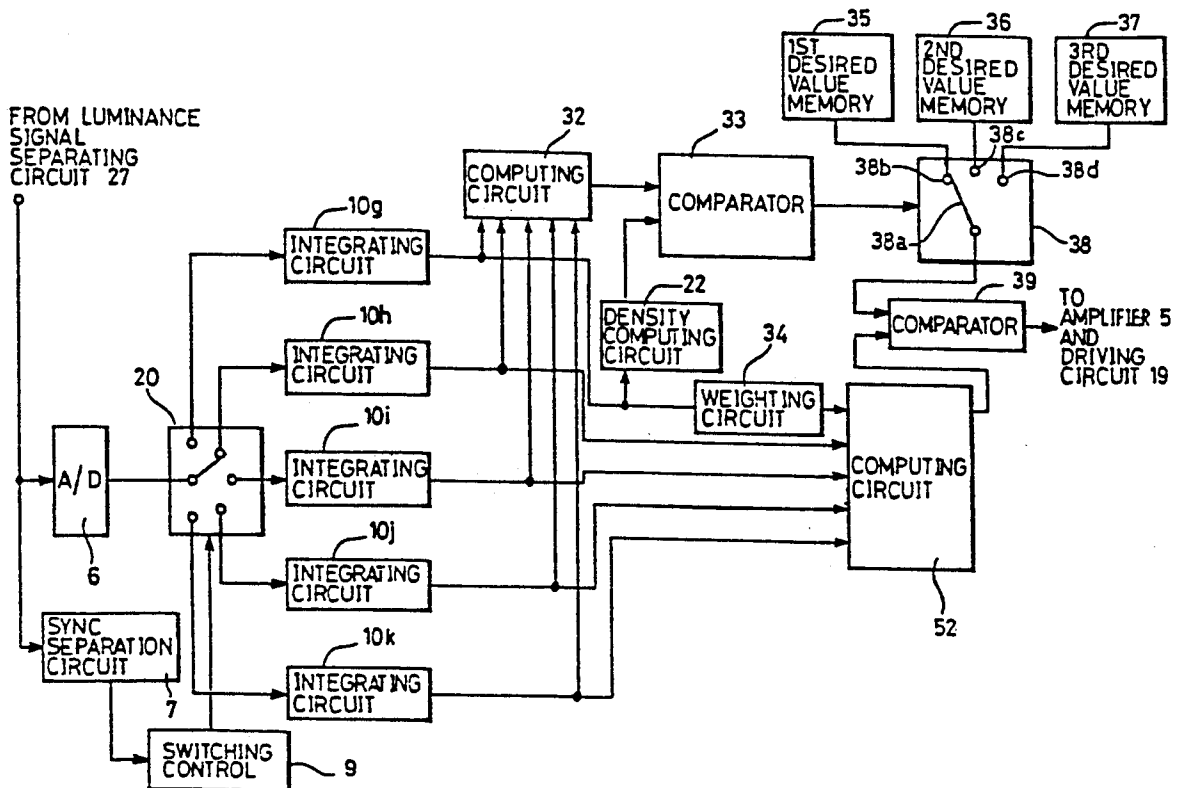 35
36
37
1ST
DESIRED
VALUE
MEMORY
2ND
DESIRED
VALUE
MEMORY
3RD
DESIRED
VALUE
MEMORY
FROM LUMINANCE
SIGNAL
SEPARATING
CIRCUIT 27
32
COMPUTING
CIRCUIT
33
COMPARATOR
38b
38c
38d
38a
38
10g
INTEGRATING
CIRCUIT
22
DENSITY
COMPUTING
CIRCUIT
39
COMPARATOR
TO
AMPLIFIER 5
AND
DRIVING
CIRCUIT 19
10h
INTEGRATING
CIRCUIT
34
WEIGHTING
CIRCUIT
20
10i
INTEGRATING
CIRCUIT
A/D
6
COMPUTING
CIRCUIT
52
10j
INTEGRATING
CIRCUIT
SYNC
SEPARATION
CIRCUIT
7
10k
INTEGRATING
CIRCUIT
SWITCHING
CONTROL
9